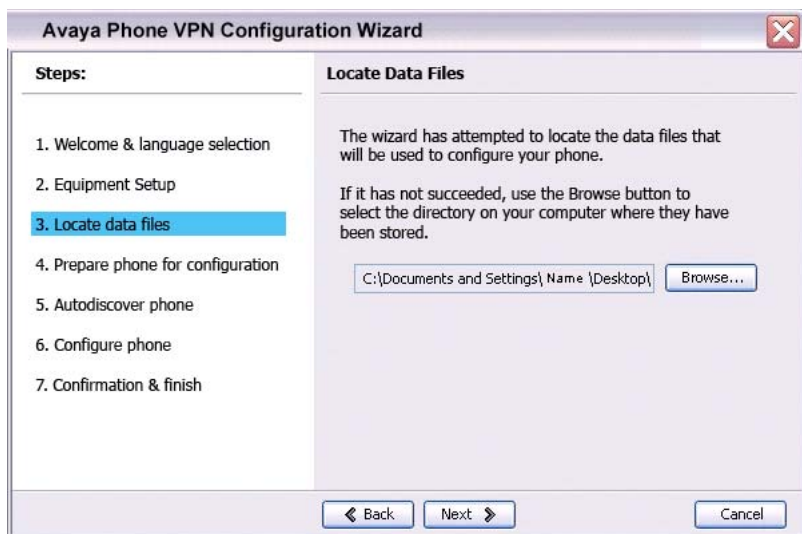 Avaya Phone VPN Configuration Wizard
Steps:
1. Welcome & language selection
2. Equipment Setup
3. Locate data files
4. Prepare phone for configuration
5. Autodiscover phone
6. Configure phone
7. Confirmation & finish
Locate Data Files
The wizard has attempted to locate the data files that
will be used to configure your phone.
If it has not succeeded, use the Browse button to
select the directory on your computer where they have
been stored.
C:\Documents and Settings\ Name \Desktop\
Browse...
Back
Next
Cancel